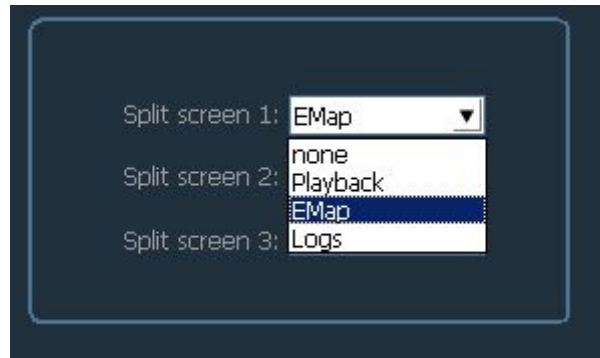 Split screen 1: EMap
none
Split screen 2: Playback
EMap
Split screen 3: Logs